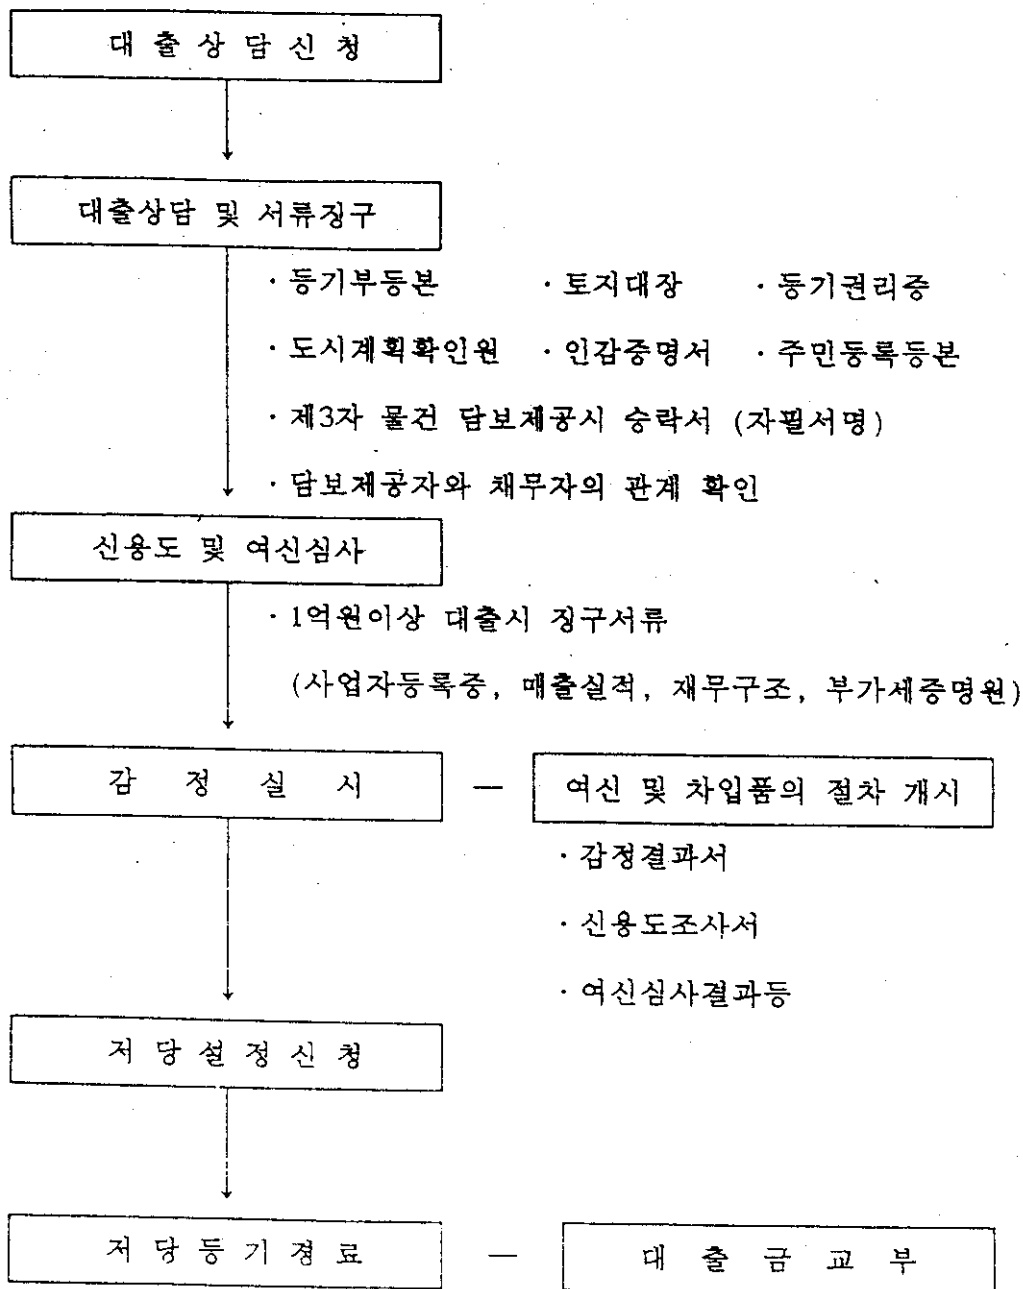 대출상담신청
대출상담 및 서류징구
· 등기부등본 · 토지대장 · 등기권리증
· 도시계획확인원 · 인감증명서 · 주민등록등본
· 제3자 물건 담보제공시 승락서 (자필서명)
· 담보제공자와 채무자의 관계 확인
신용도 및 여신심사
· 1억원이상 대출시 징구서류
(사업자등록증, 매출실적, 재무구조, 부가세증명원)
감정실시 — 여신 및 차입품의 절차 개시
· 감정결과서
· 신용도조사서
· 여신심사결과등
저당설정신청
저당등기경료 — 대출금교부